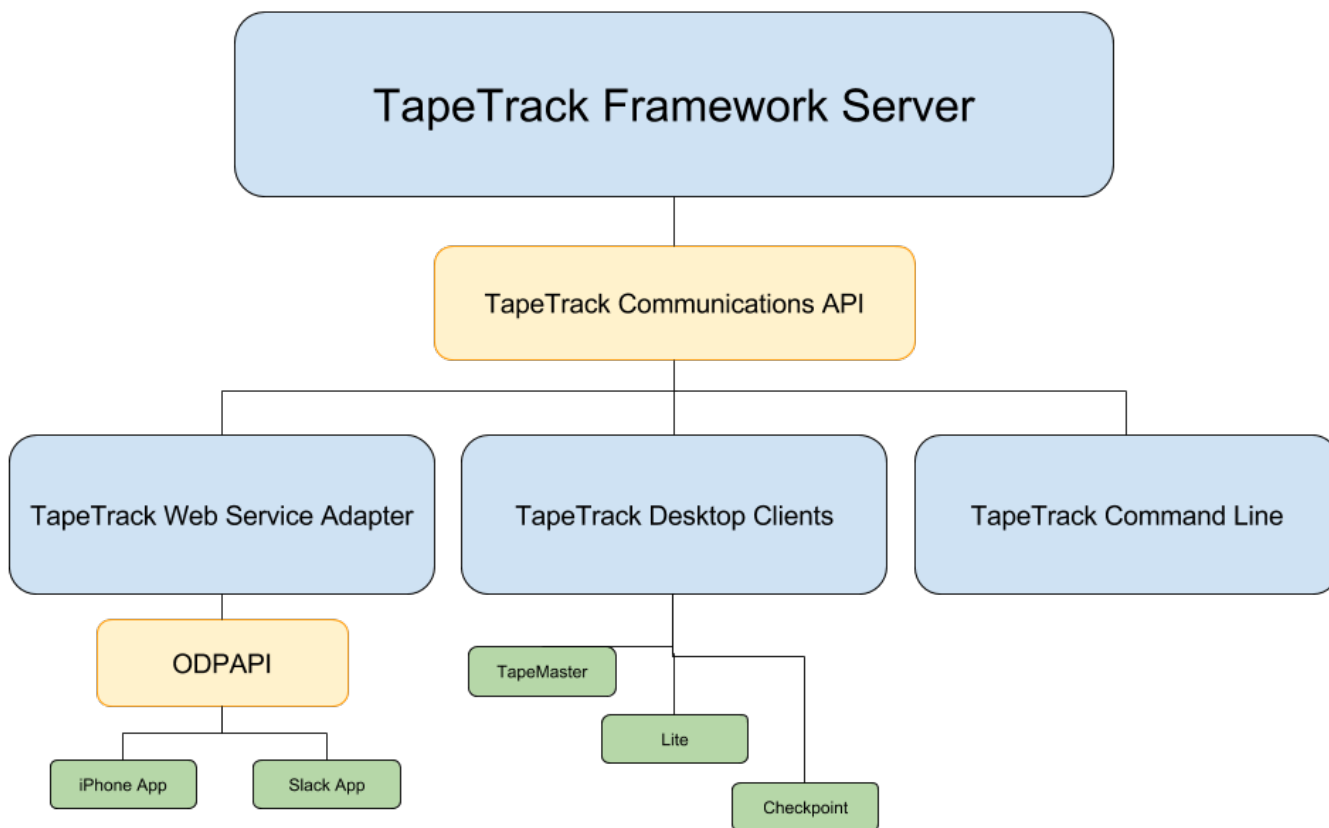 TapeTrack Framework Server
TapeTrack Communications API
TapeTrack Web Service Adapter
TapeTrack Desktop Clients
TapeTrack Command Line
ODPAPI
TapeMaster
Lite
iPhone App
Slack App
Checkpoint